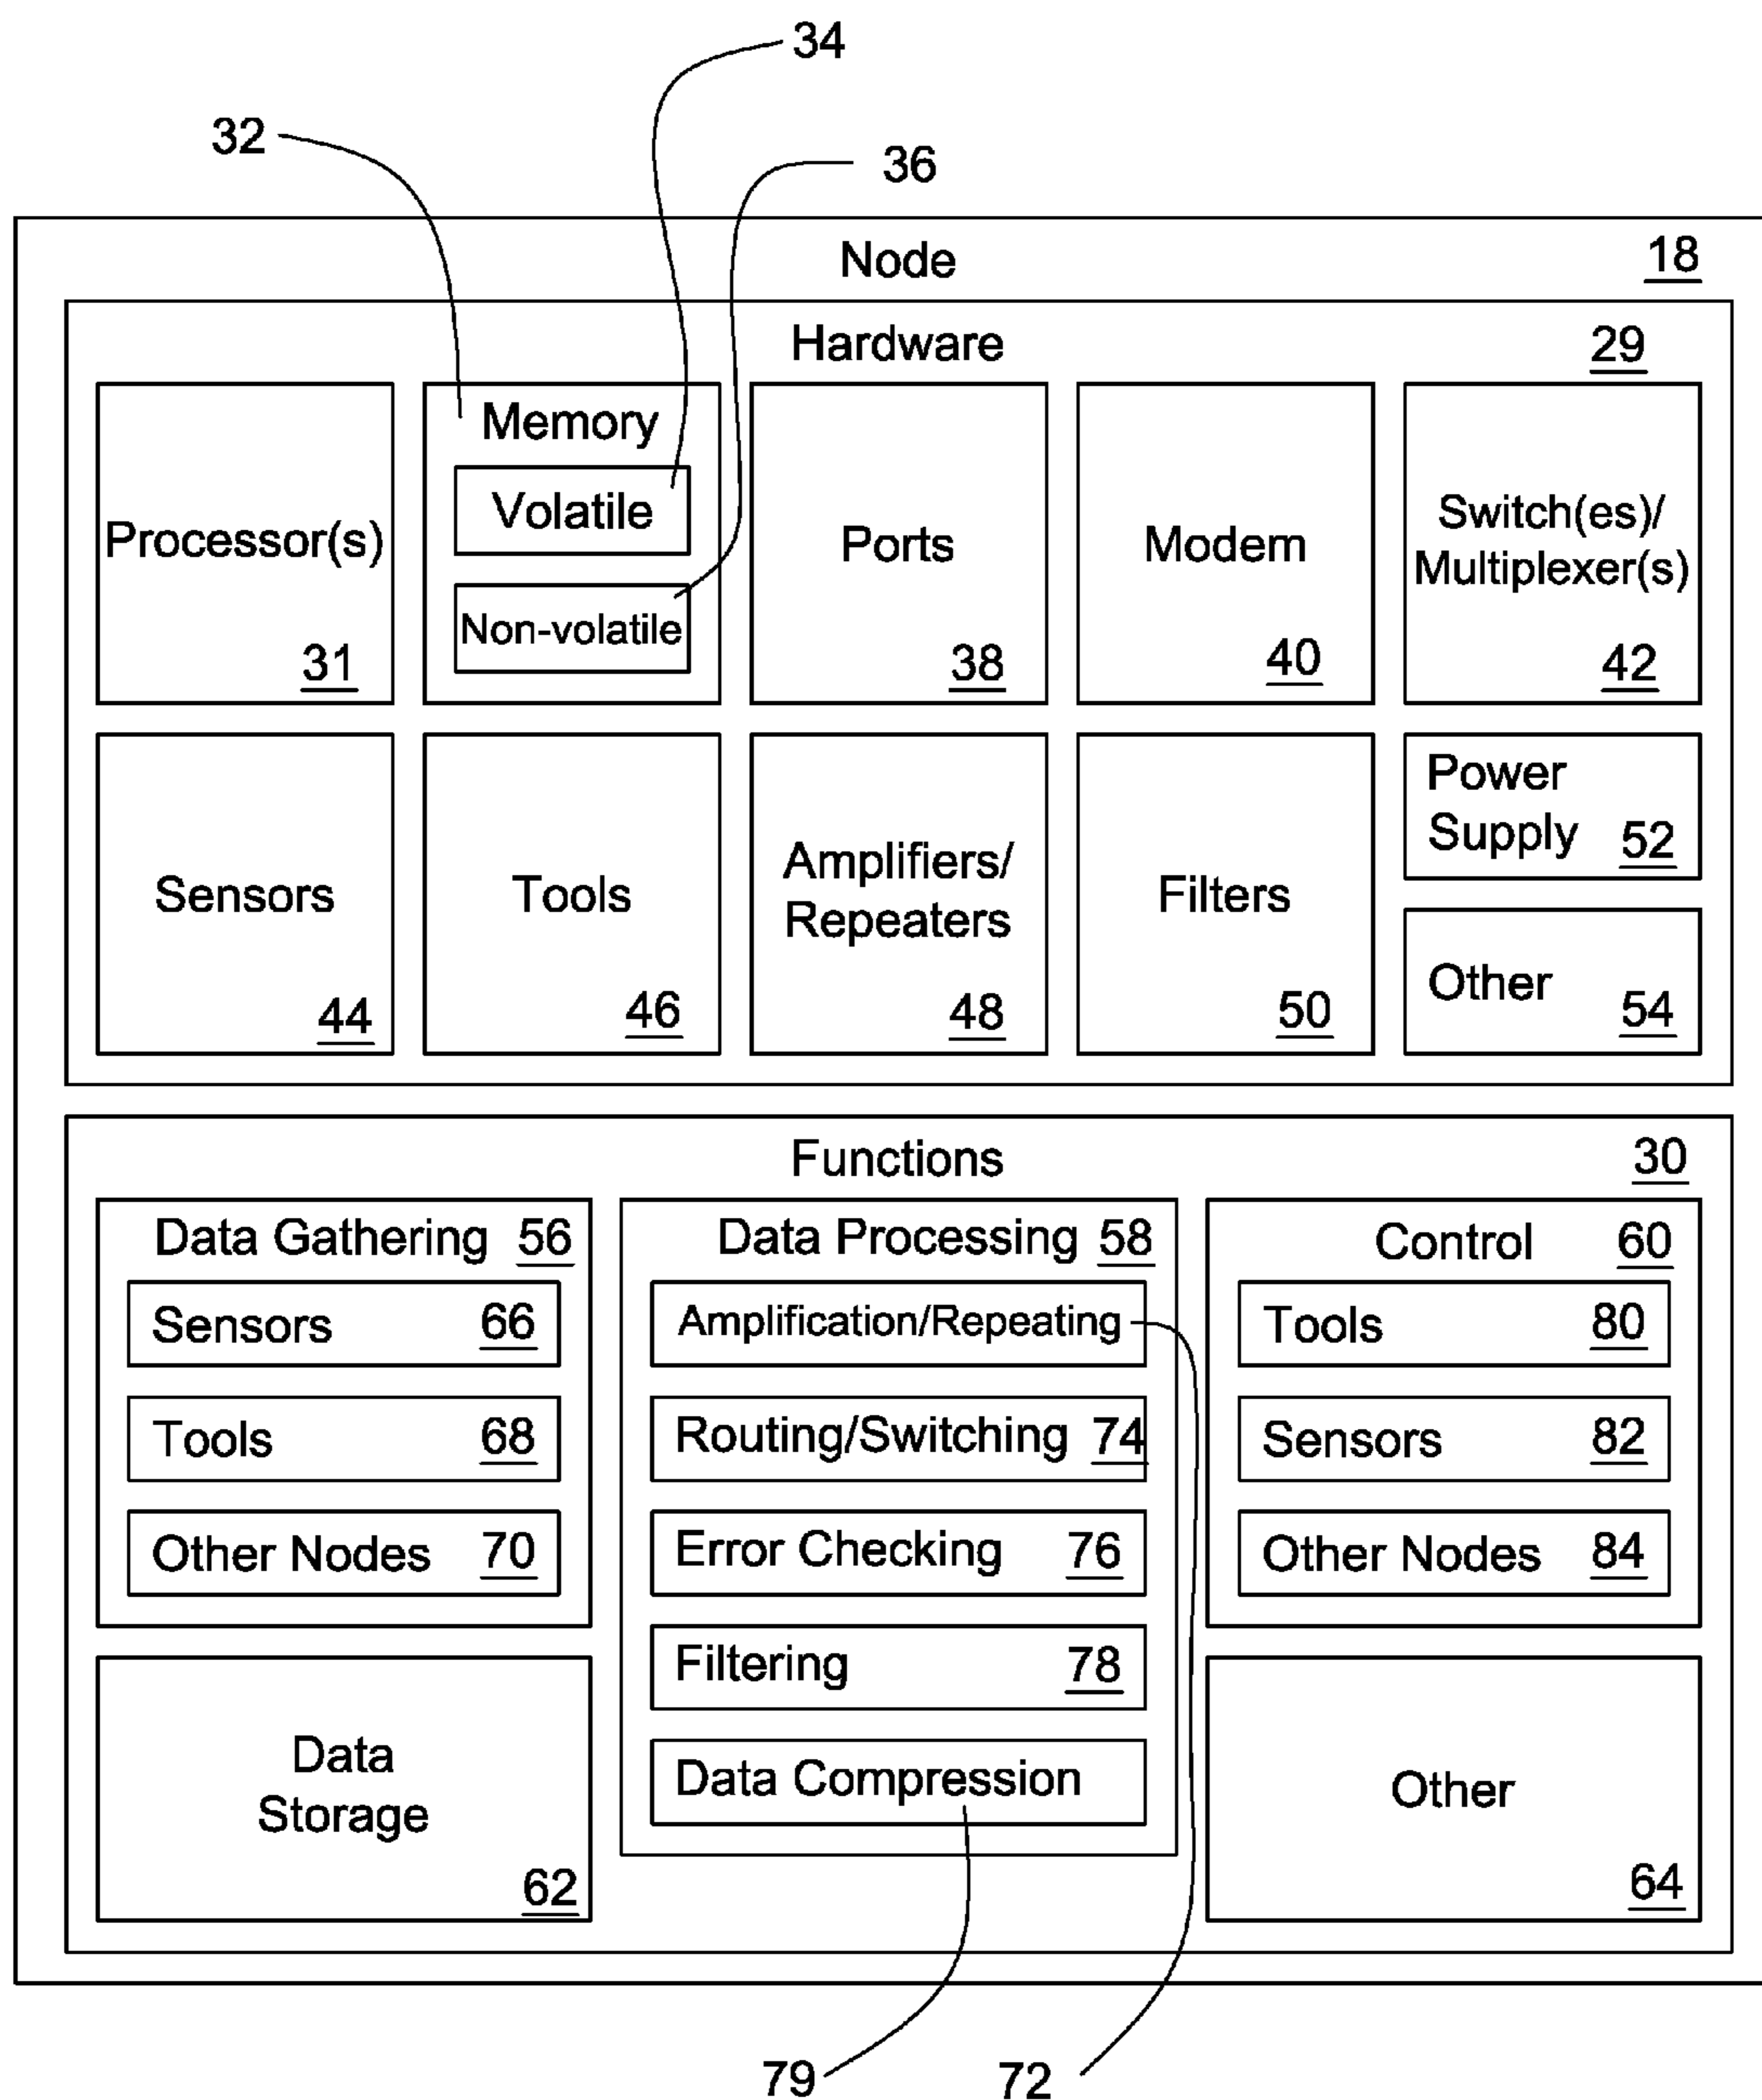 34
32
36
Node 18
Hardware 29
Processor(s)
31
Memory
Volatile
Non-volatile
Ports
38
Modem
40
Switch(es)/
Multiplexer(s)
42
Sensors
44
Tools
46
Amplifiers/
Repeaters
48
Filters
50
Power
Supply 52
Other
54
Functions 30
Data Gathering 56
Sensors 66
Tools 68
Other Nodes 70
Data Processing 58
Amplification/Repeating
Routing/Switching 74
Error Checking 76
Filtering 78
Data Compression
Control 60
Tools 80
Sensors 82
Other Nodes 84
Data
Storage
62
Other
64
79
72